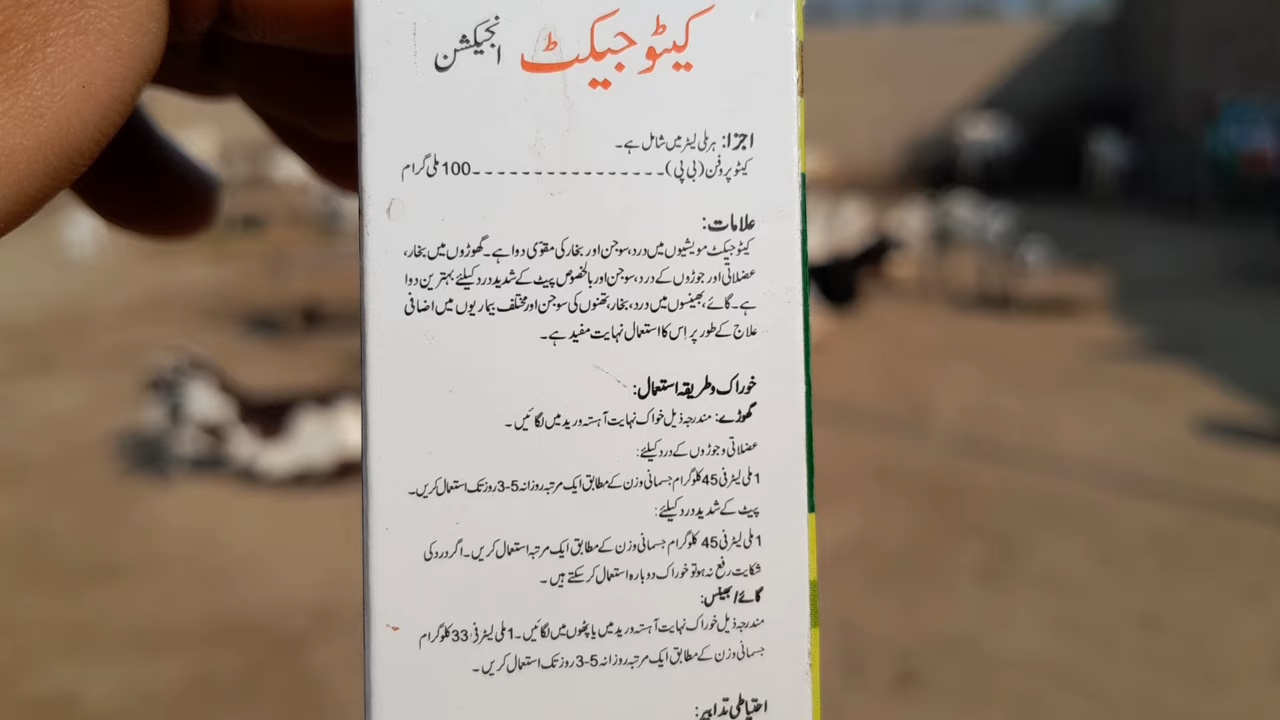 کیٹوجیکٹ انجیکشن
اجزا: ہر ملی لیٹر میں شامل ہے۔
کیٹوپروفن (بی پی)۔۔۔۔۔۔۔۔۔۔۔۔۔۔۔۔100 ملی گرام
علامات:
کیٹوجیکٹ مویشیوں میں درد، سوجن اور بخار کی مقوی دوا ہے۔ گھوڑوں میں بخار،
عضلاتی اور جوڑوں کے درد، سوجن اور بالخصوص پیٹ کے شدید درد کیلئے بہترین دوا
ہے۔ گائے، بھینسوں میں درد، بخار، تھنوں کی سوجن اور مختلف بیماریوں میں اضافی
علاج کے طور پر اِس کا استعمال نہایت مفید ہے۔
خوراک و طریقہ استعمال:
گھوڑے: مندرجہ ذیل خواک نہایت آہستہ ورید میں لگائیں۔
عضلاتی و جوڑوں کے درد کیلئے:
1 ملی لیٹر فی 45 کلوگرام جسمانی وزن کے مطابق ایک مرتبہ روزانہ 5-3 روز تک استعمال کریں۔
پیٹ کے شدید درد کیلئے:
1 ملی لیٹر فی 45 کلوگرام جسمانی وزن کے مطابق ایک مرتبہ استعمال کریں۔ اگر درد کی
شکایت رفع نہ ہو تو خوراک دوبارہ استعمال کر سکتے ہیں۔
گائے/بھینس:
مندرجہ ذیل خوراک نہایت آہستہ ورید میں یا پٹھوں میں لگائیں۔ 1 ملی لیٹر فی 33 کلوگرام
جسمانی وزن کے مطابق ایک مرتبہ روزانہ 5-3 روز تک استعمال کریں۔
احتیاطی تدابیر: